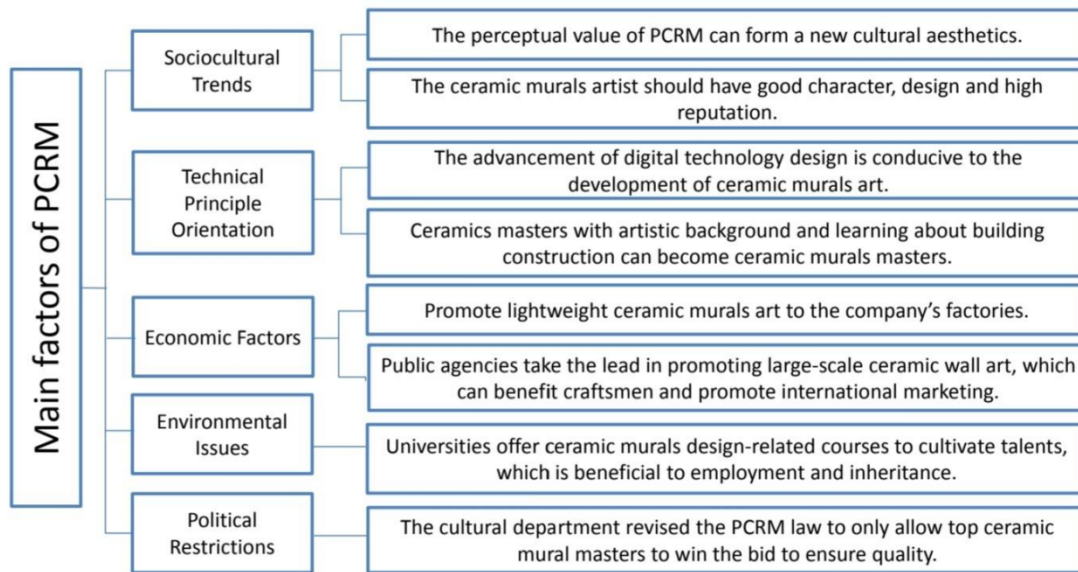 Main factors of PCRM
Sociocultural
Trends
The perceptual value of PCRM can form a new cultural aesthetics.
The ceramic murals artist should have good character, design and high
reputation.
Technical
Principle
Orientation
The advancement of digital technology design is conducive to the
development of ceramic murals art.
Ceramics masters with artistic background and learning about building
construction can become ceramic murals masters.
Economic Factors
Promote lightweight ceramic murals art to the company's factories.
Public agencies take the lead in promoting large-scale ceramic wall art, which
can benefit craftsmen and promote international marketing.
Environmental
Issues
Universities offer ceramic murals design-related courses to cultivate talents,
which is beneficial to employment and inheritance.
Political
Restrictions
The cultural department revised the PCRM law to only allow top ceramic
mural masters to win the bid to ensure quality.